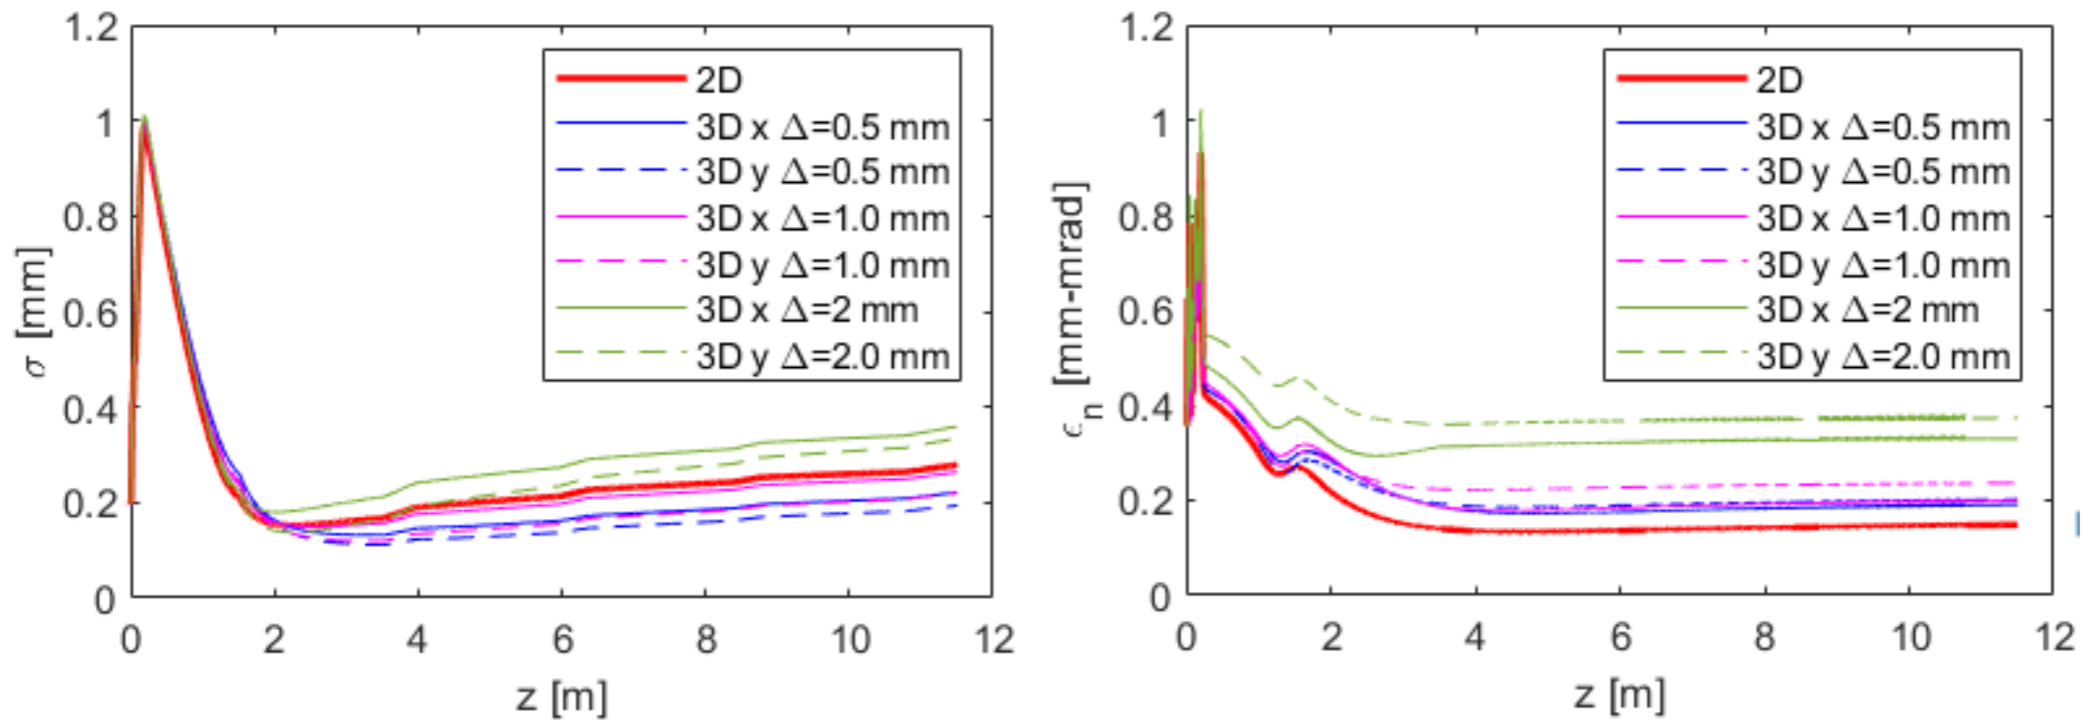 1.2
1
0.8
0.6
0.4
0.2
0
σ [mm]
0 2 4 6 8 10 12
z [m]
2D
3D x Δ=0.5 mm
3D y Δ=0.5 mm
3D x Δ=1.0 mm
3D y Δ=1.0 mm
3D x Δ=2 mm
3D y Δ=2.0 mm
1.2
1
0.8
0.6
0.4
0.2
0
ϵn [mm-mrad]
0 2 4 6 8 10 12
z [m]
2D
3D x Δ=0.5 mm
3D y Δ=0.5 mm
3D x Δ=1.0 mm
3D y Δ=1.0 mm
3D x Δ=2 mm
3D y Δ=2.0 mm